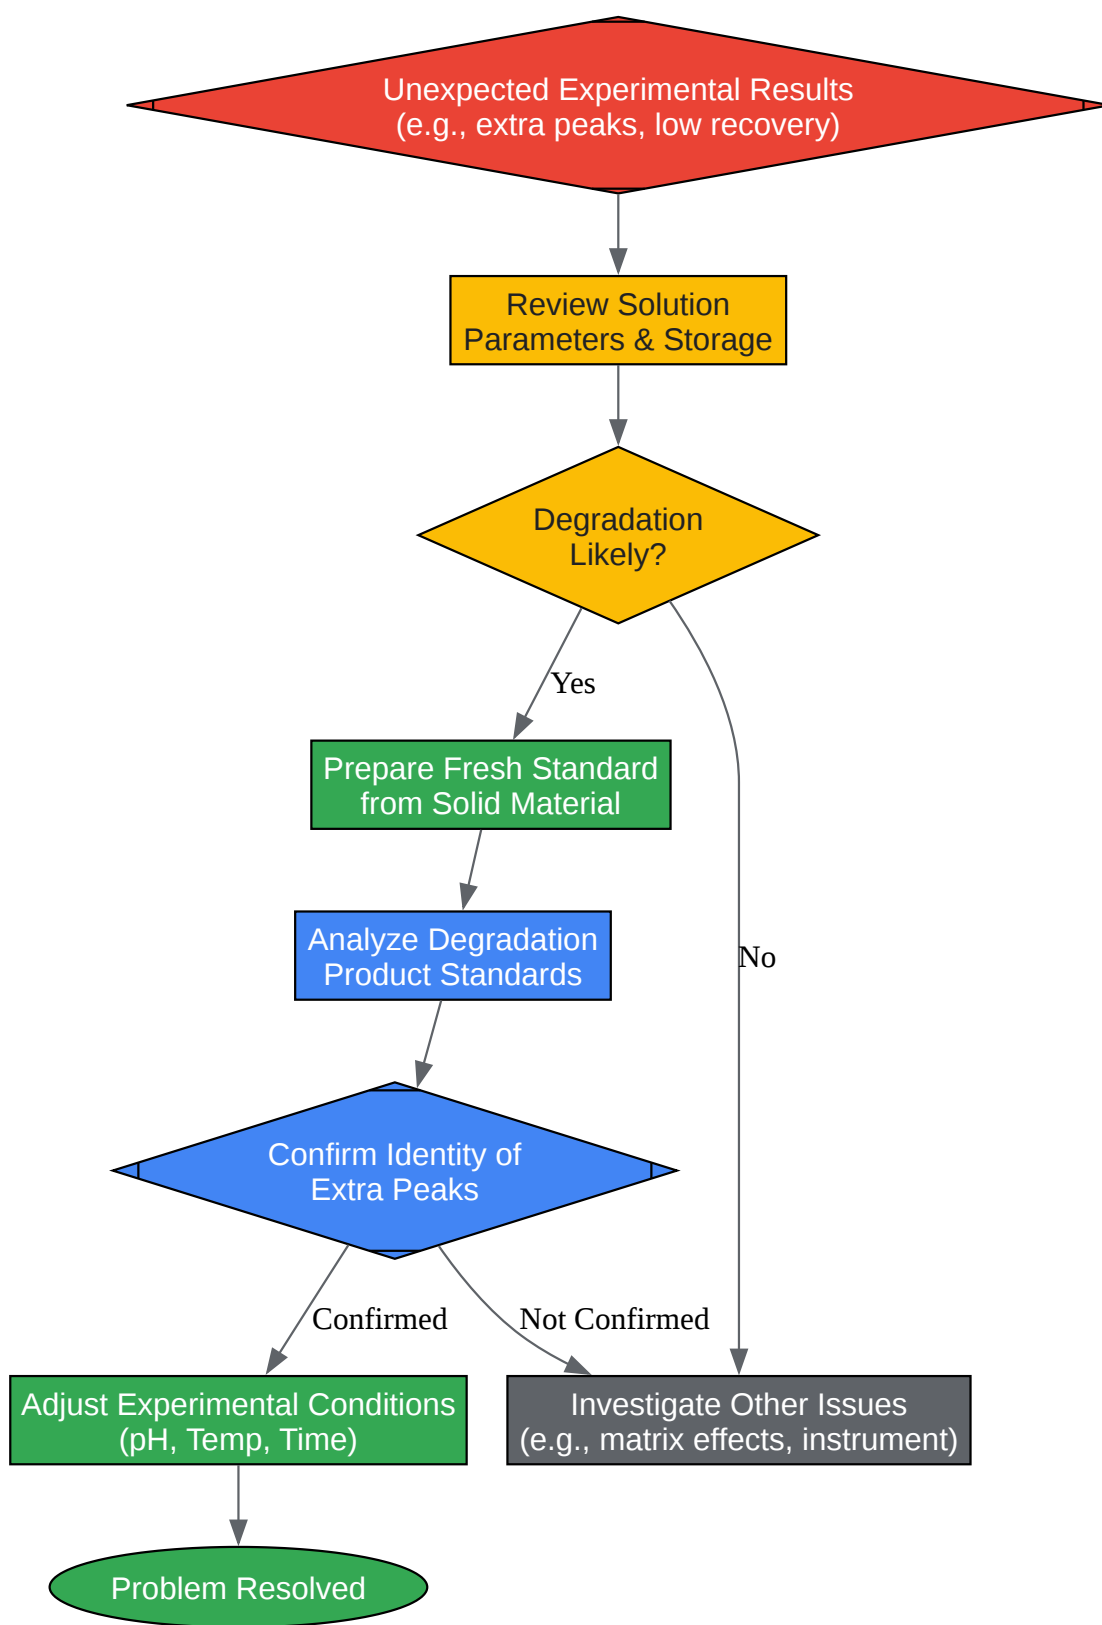 Unexpected Experimental Results
(e.g., extra peaks, low recovery)
Review Solution
Parameters & Storage
Degradation
Likely?
Yes
Prepare Fresh Standard
from Solid Material
Analyze Degradation
Product Standards
No
Confirm Identity of
Extra Peaks
Confirmed
Not Confirmed
Adjust Experimental Conditions
(pH, Temp, Time)
Investigate Other Issues
(e.g., matrix effects, instrument)
Problem Resolved